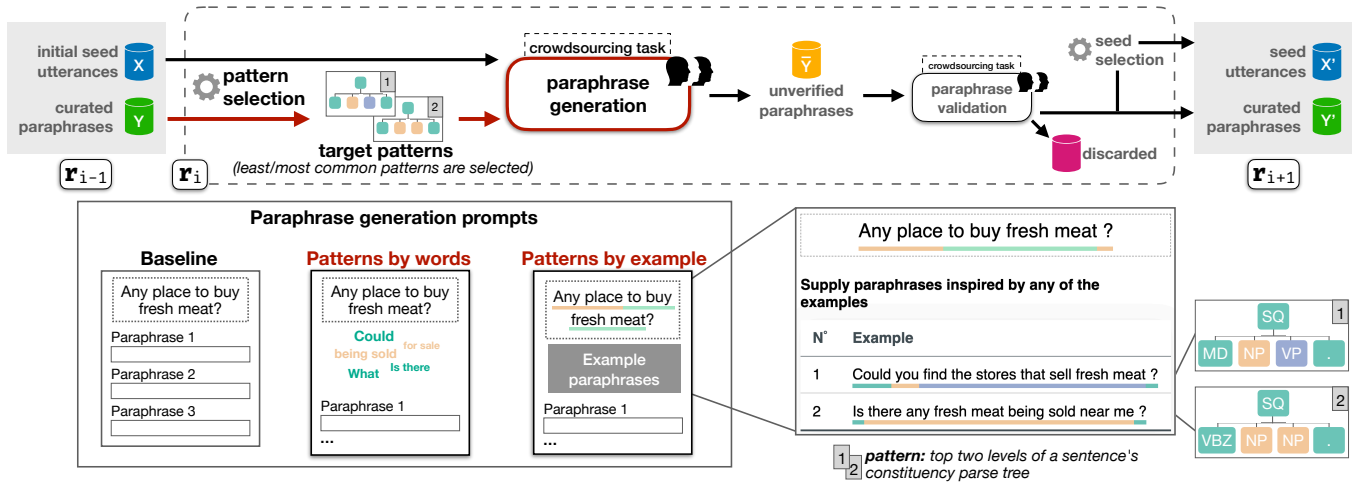 initial seed
utterances
X
curated
paraphrases
Y
r i-1
r i
pattern
selection
1
2
target patterns
(least/most common patterns are selected)
crowdsourcing task
paraphrase
generation
Ȳ
unverified
paraphrases
crowdsourcing task
paraphrase
validation
discarded
seed
selection
seed
utterances
X'
curated
paraphrases
Y'
r i+1
Paraphrase generation prompts
Baseline
Any place to buy
fresh meat?
Paraphrase 1
Paraphrase 2
Paraphrase 3
Patterns by words
Any place to buy
fresh meat?
Could
for sale
being sold
Is there
What
Paraphrase 1
...
Patterns by example
Any place to buy
fresh meat?
Example
paraphrases
Paraphrase 1
...
Any place to buy fresh meat ?
Supply paraphrases inspired by any of the
examples
N° Example
1 Could you find the stores that sell fresh meat ?
2 Is there any fresh meat being sold near me ?
SQ
1
MD NP VP .
SQ
2
VBZ NP NP .
1
2
pattern: top two levels of a sentence's
constituency parse tree